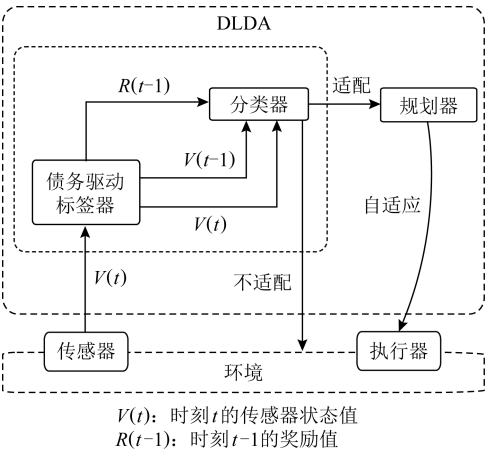 DLDA
R(t–1)
分类器
适配
规划器
V(t–1)
债务驱动
标签器
V(t)
自适应
V(t)
不适配
传感器
执行器
环境
V(t)：时刻t的传感器状态值
R(t–1)：时刻t–1的奖励值